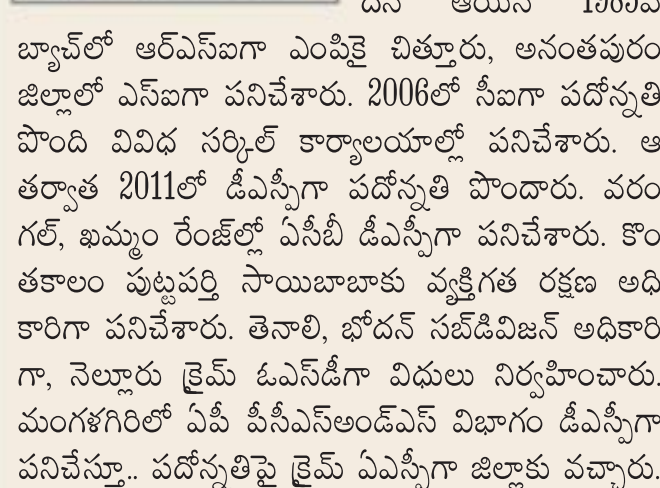 బ్యాచ్‌లో ఆర్ఎస్ఐగా ఎంపికై చిత్తూరు, అనంతపురం
జిల్లాలో ఎస్ఐగా పనిచేశారు. 2006లో సీఐగా పదోన్నతి
పొంది వివిధ సర్కిల్ కార్యాలయాల్లో పనిచేశారు. ఆ
తర్వాత 2011లో డీఎస్పీగా పదోన్నతి పొందారు. వరం
గల్, ఖమ్మం రేంజ్‌ల్లో ఏసీబీ డీఎస్పీగా పనిచేశారు. కొం
తకాలం పుట్టపర్తి సాయిబాబాకు వ్యక్తిగత రక్షణ అధి
కారిగా పనిచేశారు. తెనాలి, భోదన్ సబ్‌డివిజన్ అధికారి
గా, నెల్లూరు క్రైమ్ ఓఎస్‌డీగా విధులు నిర్వహించారు.
మంగళగిరిలో ఏపీ పీసీఎస్అండ్ఎస్ విభాగం డీఎస్పీగా
పనిచేస్తూ.. పదోన్నతిపై క్రైమ్ ఏఎస్పీగా జిల్లాకు వచ్చారు.